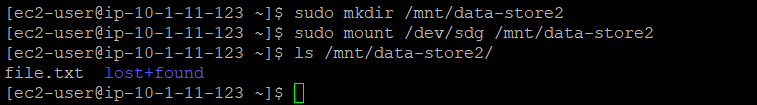 [ec2-user@ip-10-1-11-123 ~]$ sudo mkdir /mnt/data-store2
[ec2-user@ip-10-1-11-123 ~]$ sudo mount /dev/sdg /mnt/data-store2
[ec2-user@ip-10-1-11-123 ~]$ ls /mnt/data-store2/
file.txt  lost+found
[ec2-user@ip-10-1-11-123 ~]$